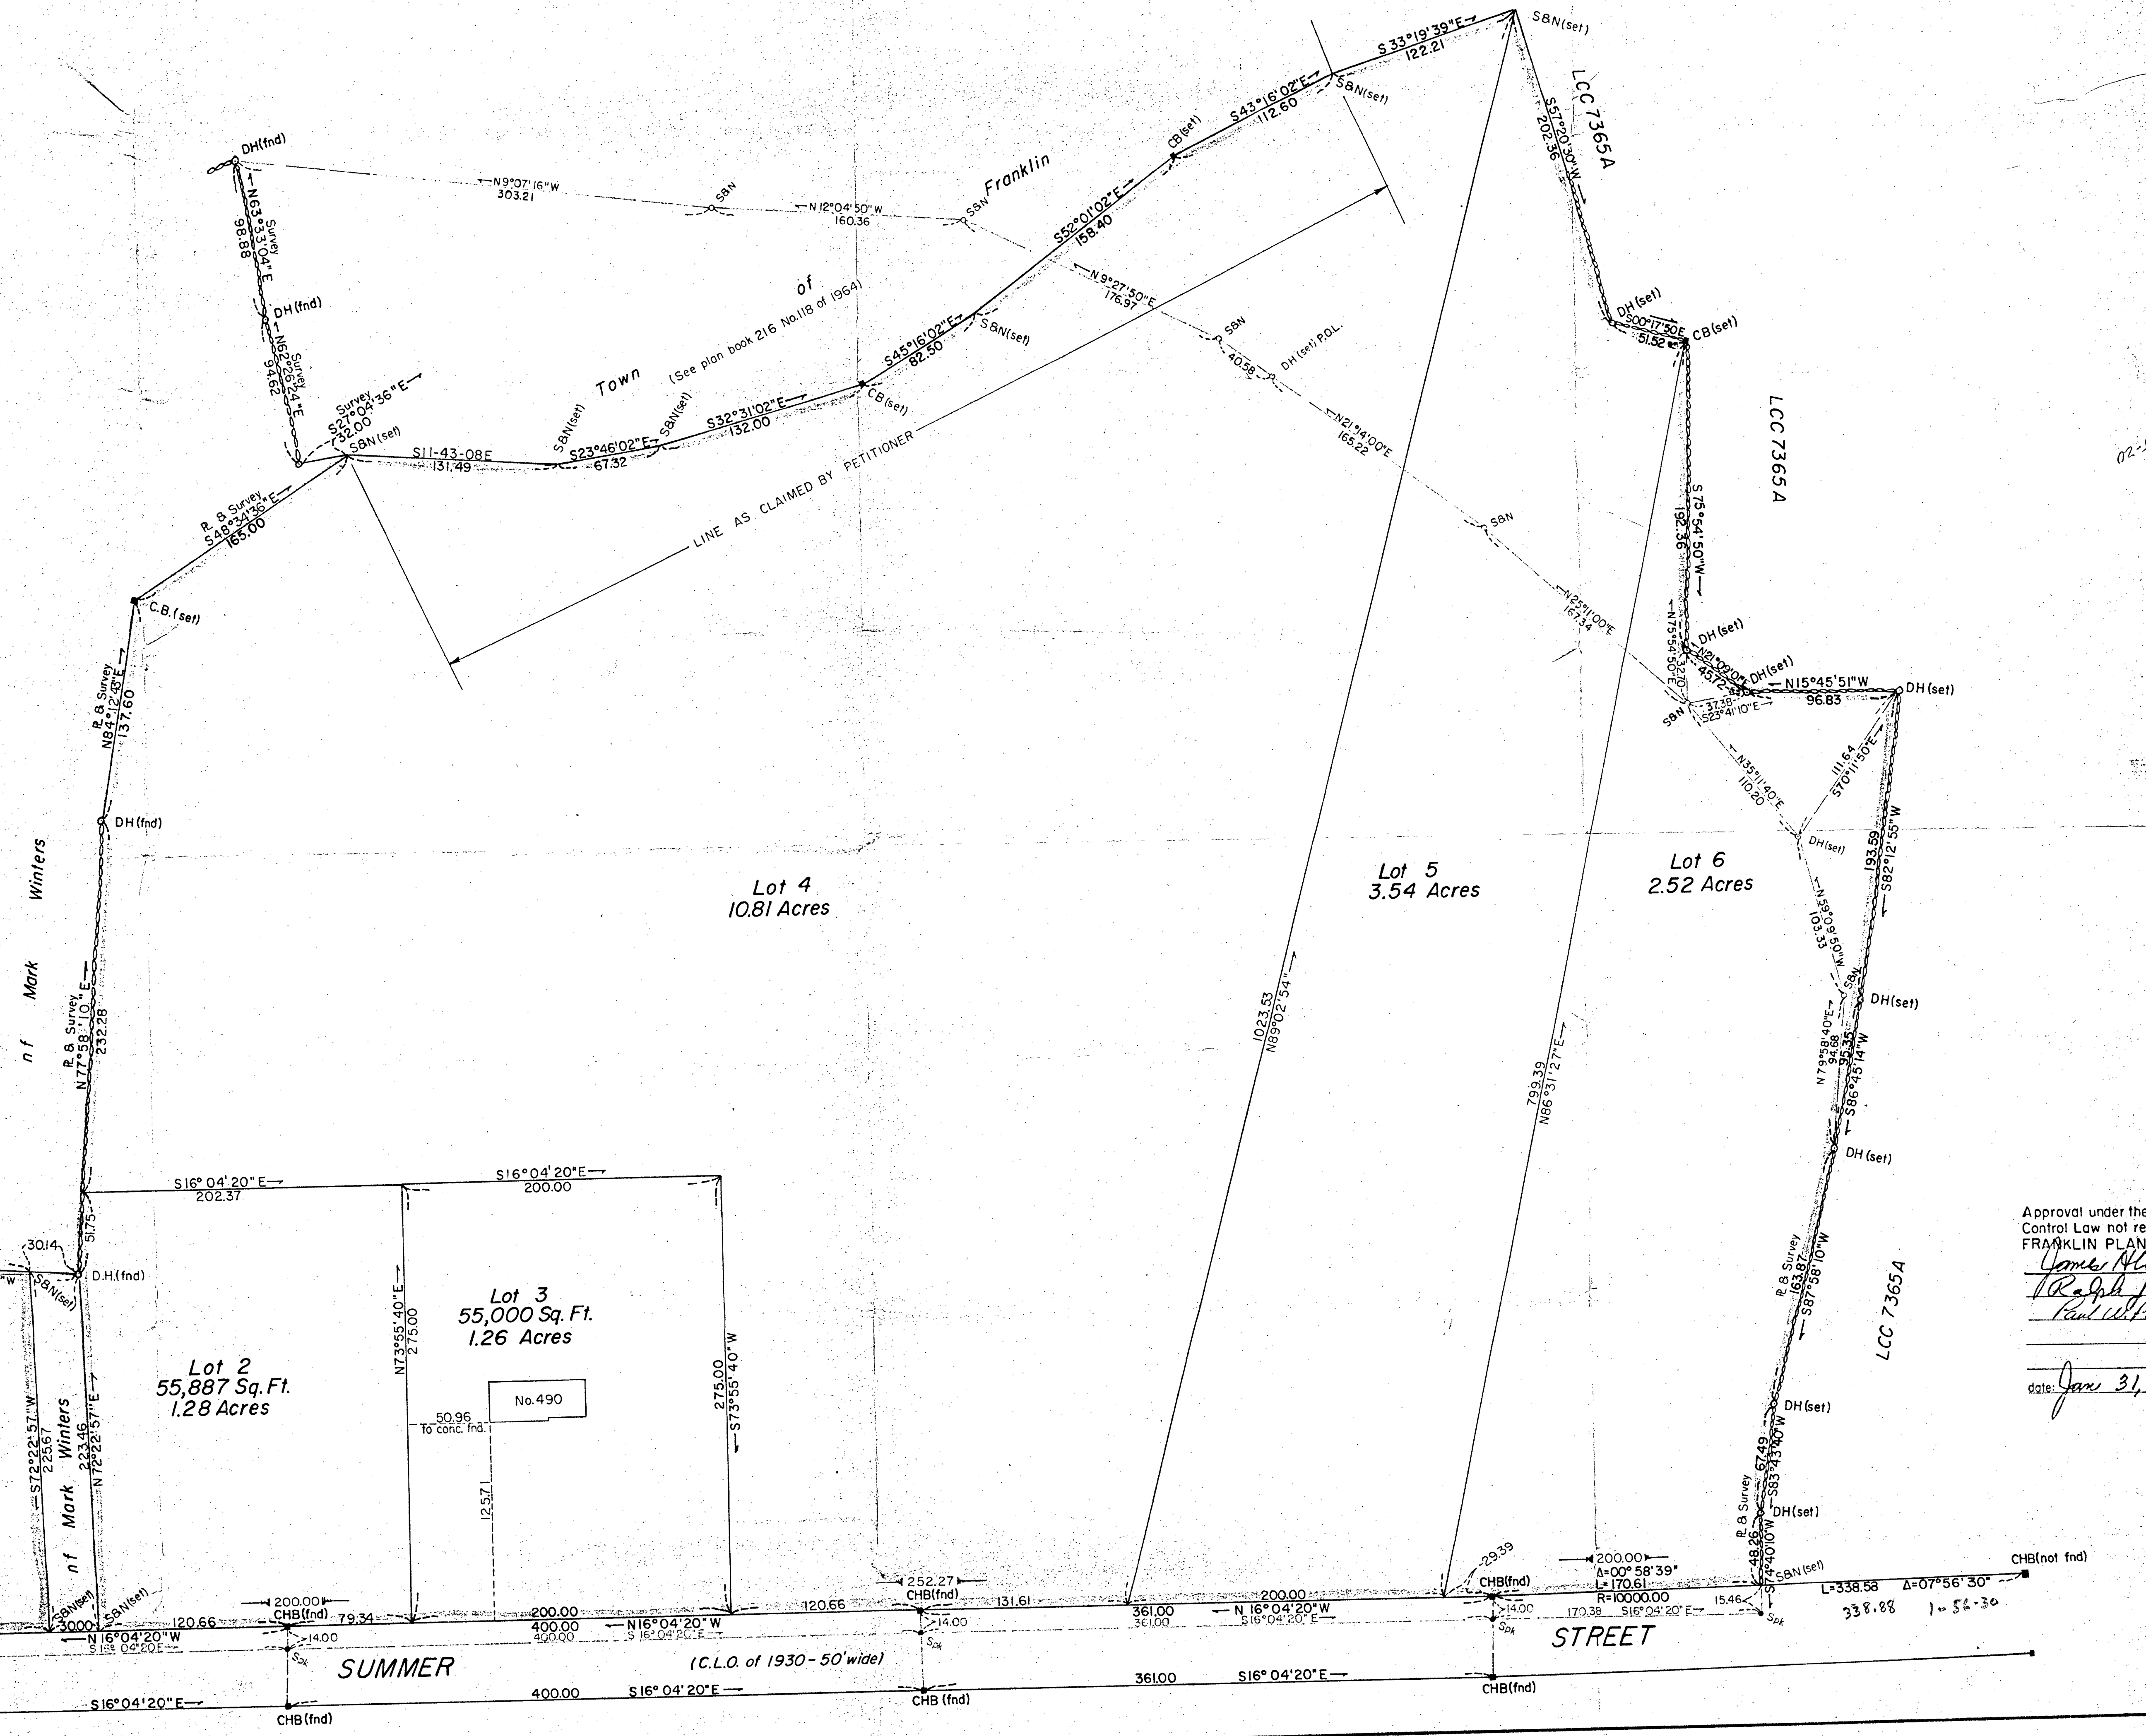 S 33°19'39"E
122.21
S&N(set)
S43°16'02"E
112.60
S&N(set)
CB(set)
LCC 7365A
S57°20'30"W
202.36
DH(fnd)
N9°07'16"W
303.21
S&N
N12°04'50"W
160.36
S&N
Franklin
S52°01'02"E
158.40
Survey
N63°33'04"E
98.88
DH(fnd)
Survey
N62°26'24"E
94.62
of
(See plan book 216 No.118 of 1964)
Town
N9°27'50"E
176.97
S&N
40.58
DH(set) P.O.L.
DH(set)
S00°17'50E
51.52
CB(set)
S45°16'02"E
82.50
S&N(set)
CB(set)
Survey
S27°04'36"E
32.00
S&N(set)
S11-43-08E
131.49
S&N(set)
S23°46'02"E
67.32
S&N(set)
S32°31'02"E
132.00
LINE AS CLAIMED BY PETITIONER
N21°14'00"E
165.22
LCC 7365A
S&N
S 75°54'50"W
192.36
℞ & Survey
S48°34'36"E
165.00
C.B.(set)
N25°11'00"E
167.34
N75°54'50"E
32.70
DH(set)
N21°09'01"E
45.72
DH(set)
N15°45'51"W
96.83
DH(set)
S&N
37.38
S23°41'10"E
℞ & Survey
N84°12'43"E
137.60
N35°11'40"E
110.20
111.64
S70°11'50"E
DH(set)
193.59
S82°12'55"W
DH(fnd)
nf Mark Winters
Lot 4
10.81 Acres
Lot 5
3.54 Acres
Lot 6
2.52 Acres
N59°09'50"W
103.33
S&N
DH(set)
℞ & Survey
N77°58'10"E
232.28
1023.53
N89°02'54"
799.39
N86°31'27"E
N79°58'40"E
94.68
95.35
S86°45'14"W
DH(set)
S16°04'20"E
202.37
S16°04'20"E
200.00
51.75
30.14
"W
S&N(set)
D.H.(fnd)
Approval under the
Control Law not re
FRANKLIN PLAN
James
Ralph
Paul W.
date: Jan 31,
℞ & Survey
163.87
S87°58'10"W
LCC 7365A
N73°55'40"E
275.00
Lot 3
55,000 Sq. Ft.
1.26 Acres
No.490
50.96
To conc. fnd.
125.71
275.00
S73°55'40"W
Lot 2
55,887 Sq. Ft.
1.28 Acres
S72°22'57"W
225.67
nf Mark Winters
223.46
N72°22'57"E
DH(set)
67.49
S83°43'40"W
DH(set)
℞ & Survey
48.26
S74°40'10"W
S&N(set)
CHB(not fnd)
29.39
200.00
Δ=00°58'39"
L=170.61
R=10000.00
L=338.58 Δ=07°56'30"
338.88 1-56-30
S&N(set)
S&N(set)
30.00
120.66
200.00
CHB(fnd)
79.34
200.00
120.66
252.27
CHB(fnd)
131.61
200.00
CHB(fnd)
N16°04'20"W
S16°04'20E
14.00
Spk
400.00
N16°04'20"W
400.00
S 16°04'20"E
14.00
Spk
361.00
N 16°04'20"W
361.00
S16°04'20"E
14.00
Spk
170.38
S16°04'20"E
15.46
Spk
SUMMER
(C.L.O. of 1930-50'wide)
STREET
S16°04'20"E
CHB(fnd)
400.00
S16°04'20"E
CHB(fnd)
361.00
S16°04'20"E
CHB(fnd)